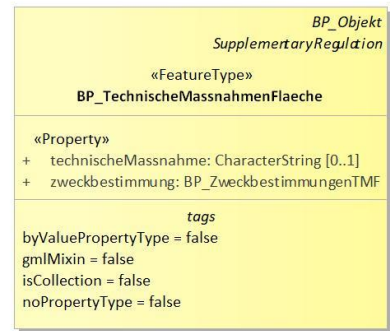 BP_Objekt
SupplementaryRegulation
«FeatureType»
BP_TechnischeMassnahmenFlaeche
«Property»
+ technischeMassnahme: CharacterString [0..1]
+ zweckbestimmung: BP_ZweckbestimmungenTMF
tags
byValuePropertyType = false
gmlMixin = false
isCollection = false
noPropertyType = false